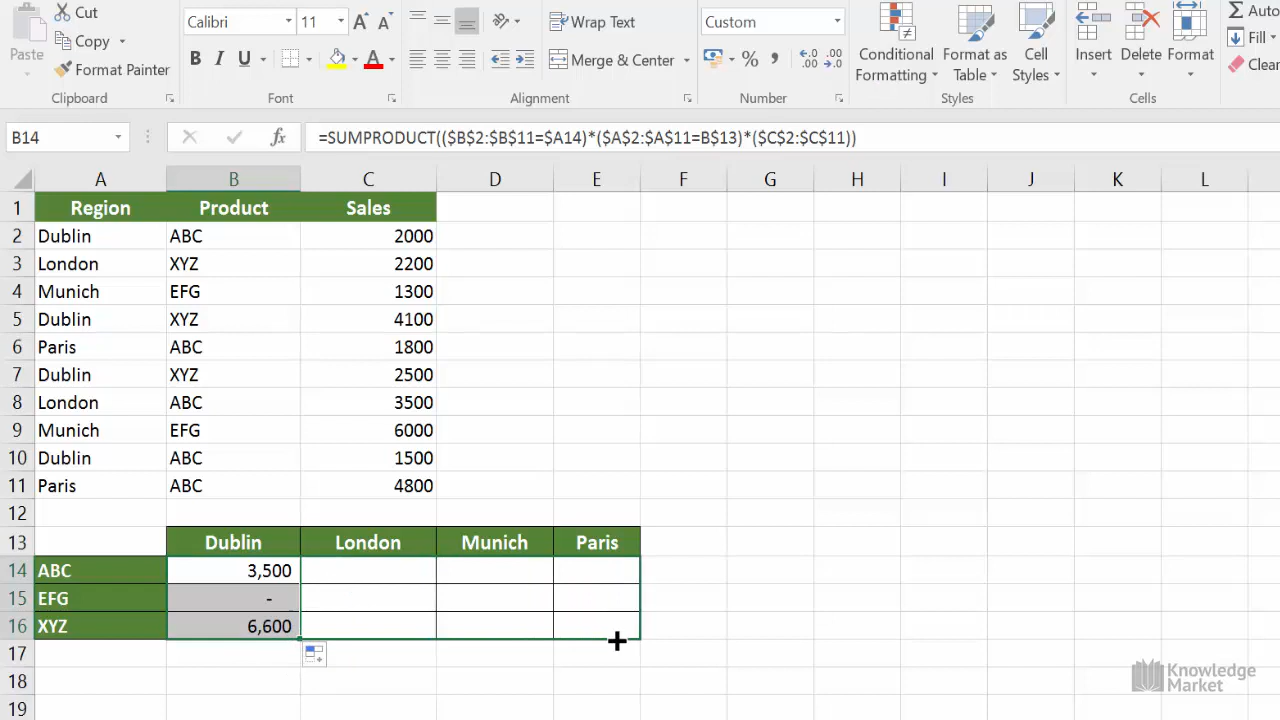 Cut
Calibri 11 Wrap Text Custom Auto
Paste Copy Conditional Formatting Format as Table Cell Styles Insert Delete Format Fill
Format Painter B I U Merge & Center % , Clear
Clipboard Font Alignment Number Styles Cells
B14 fx =SUMPRODUCT(($B$2:$B$11=$A14)*($A$2:$A$11=B$13)*($C$2:$C$11))
A B C D E F G H I J K L
1 Region Product Sales
2 Dublin ABC 2000
3 London XYZ 2200
4 Munich EFG 1300
5 Dublin XYZ 4100
6 Paris ABC 1800
7 Dublin XYZ 2500
8 London ABC 3500
9 Munich EFG 6000
10 Dublin ABC 1500
11 Paris ABC 4800
12
13 Dublin London Munich Paris
14 ABC 3,500
15 EFG -
16 XYZ 6,600
17
18 Knowledge
Market
19